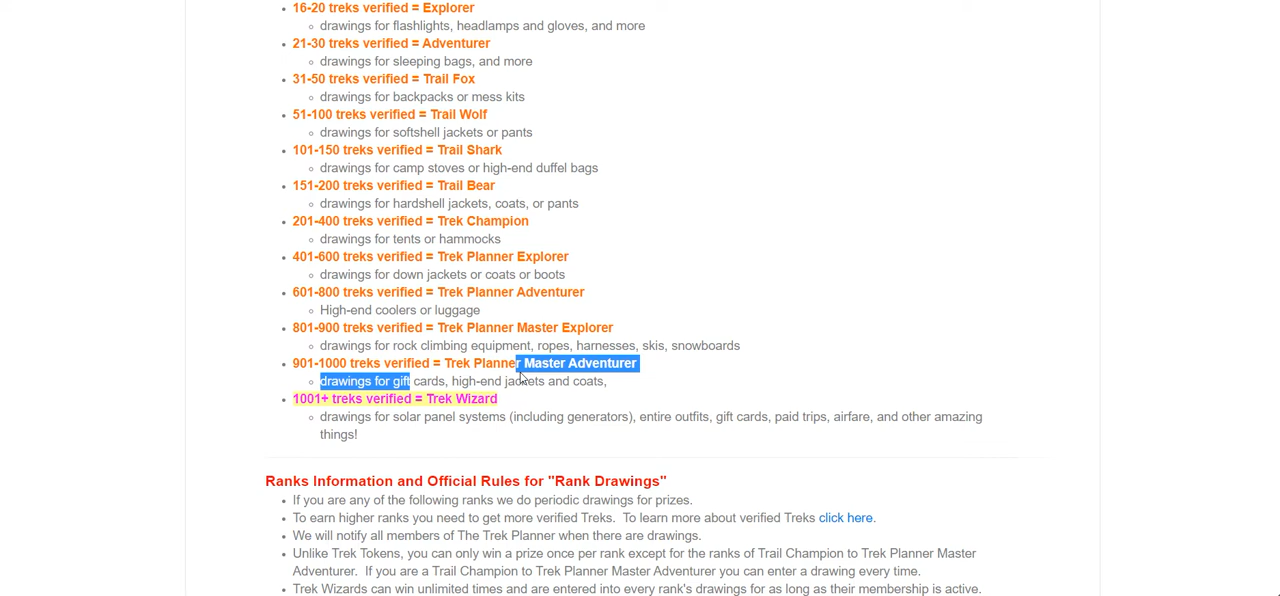 16-20 treks verified = Explorer
drawings for flashlights, headlamps and gloves, and more
21-30 treks verified = Adventurer
drawings for sleeping bags, and more
31-50 treks verified = Trail Fox
drawings for backpacks or mess kits
51-100 treks verified = Trail Wolf
drawings for softshell jackets or pants
101-150 treks verified = Trail Shark
drawings for camp stoves or high-end duffel bags
151-200 treks verified = Trail Bear
drawings for hardshell jackets, coats, or pants
201-400 treks verified = Trek Champion
drawings for tents or hammocks
401-600 treks verified = Trek Planner Explorer
drawings for down jackets or coats or boots
601-800 treks verified = Trek Planner Adventurer
High-end coolers or luggage
801-900 treks verified = Trek Planner Master Explorer
drawings for rock climbing equipment, ropes, harnesses, skis, snowboards
901-1000 treks verified = Trek Planner Master Adventurer
drawings for gift cards, high-end jackets and coats,
1001+ treks verified = Trek Wizard
drawings for solar panel systems (including generators), entire outfits, gift cards, paid trips, airfare, and other amazing
things!
Ranks Information and Official Rules for "Rank Drawings"
If you are any of the following ranks we do periodic drawings for prizes.
To earn higher ranks you need to get more verified Treks. To learn more about verified Treks click here.
We will notify all members of The Trek Planner when there are drawings.
Unlike Trek Tokens, you can only win a prize once per rank except for the ranks of Trail Champion to Trek Planner Master
Adventurer. If you are a Trail Champion to Trek Planner Master Adventurer you can enter a drawing every time.
Trek Wizards can win unlimited times and are entered into every rank's drawings for as long as their membership is active.